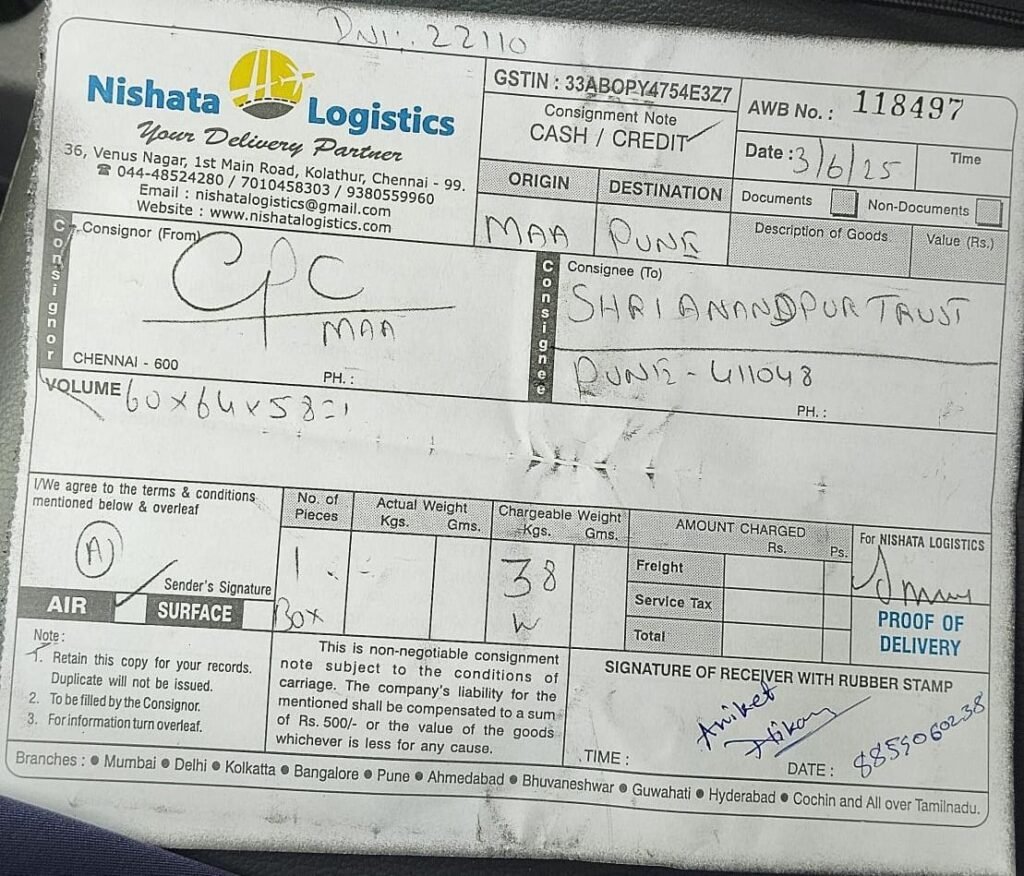 Nishata Logistics
Your Delivery Partner
36, Venus Nagar, 1st Main Road, Kolathur, Chennai - 99.
☎ 044-48524280 / 7010458303 / 9380559960
Email : nishatalogistics@gmail.com
Website : www.nishatalogistics.com
GSTIN : 33ABOPY4754E3Z7
Consignment Note
CASH / CREDIT
AWB No. : 118497
Date : 3/6/25
Time
ORIGIN
DESTINATION
MAA
PUNE
Documents
Non-Documents
Description of Goods
Value (Rs.)
Consignor
Consignor (From)
CPC
MAA
CHENNAI - 600
PH. :
Consignee
Consignee (To)
SHRI ANANDPUR TRUST
PUNE - 411048
PH. :
VOLUME 60x64x58=1
I/We agree to the terms & conditions
mentioned below & overleaf
A
Sender's Signature
AIR
SURFACE
No. of
Pieces
1
Box
Actual Weight
Kgs. Gms.
Chargeable Weight
Kgs. Gms.
38
AMOUNT CHARGED
Rs. Ps.
Freight
Service Tax
Total
For NISHATA LOGISTICS
PROOF OF
DELIVERY
Note :
1. Retain this copy for your records.
Duplicate will not be issued.
2. To be filled by the Consignor.
3. For information turn overleaf.
This is non-negotiable consignment
note subject to the conditions of
carriage. The company's liability for the
mentioned shall be compensated to a sum
of Rs. 500/- or the value of the goods
whichever is less for any cause.
SIGNATURE OF RECEIVER WITH RUBBER STAMP
Aniket
8855060238
TIME :
DATE :
Branches : ● Mumbai ● Delhi ● Kolkatta ● Bangalore ● Pune ● Ahmedabad ● Bhuvaneshwar ● Guwahati ● Hyderabad ● Cochin and All over Tamilnadu.